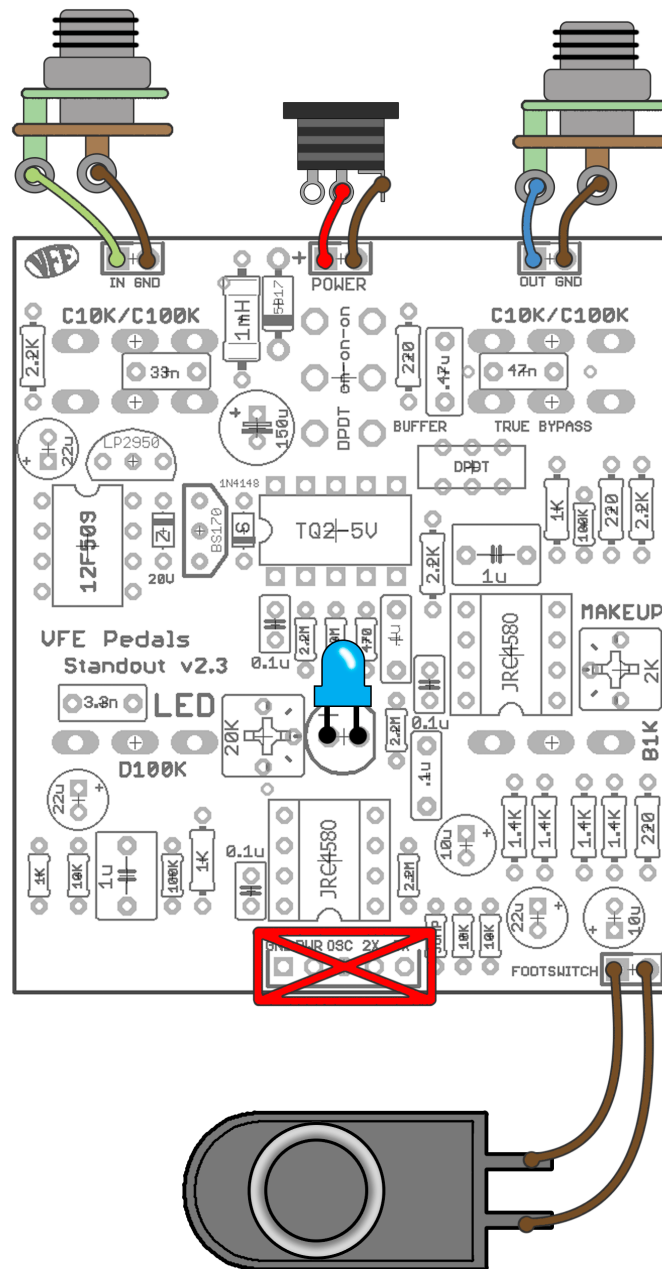 VFE
IN GND
+ POWER
OUT GND
C10K/C100K
1mH
5817
C10K/C100K
2.2K
33n
on-on-on
DPDT
220
.47u
47n
+ 22u
LP2950
+ 150u
BUFFER
TRUE BYPASS
DPDT
12F509
20V
BS170
1N4148
TQ2-5V
2.2K
1u
1K
100K
220
2.2K
VFE Pedals
Standout v2.3
0.1u
2.2M
470
JRC4580
MAKEUP
2K
3.3n
LED
20K
2.2M
0.1u
.1u
D100K
B1K
22u
1.4K
1.4K
1.4K
1.4K
220
10u +
1K
10K
1u
100K
1K
0.1u
JRC4580
2.2M
22u +
+ 10u
GND PWR OSC 2X
10K
10K
FOOTSWITCH